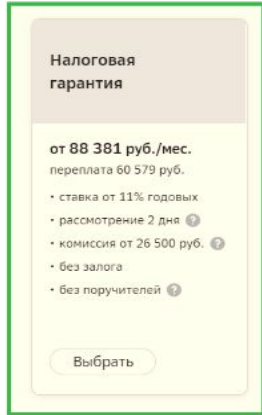 Налоговая
гарантия
от 88 381 руб./мес.
переплата 60 579 руб.
• ставка от 11% годовых
• рассмотрение 2 дня ?
• комиссия от 26 500 руб. ?
• без залога
• без поручителей ?
Выбрать